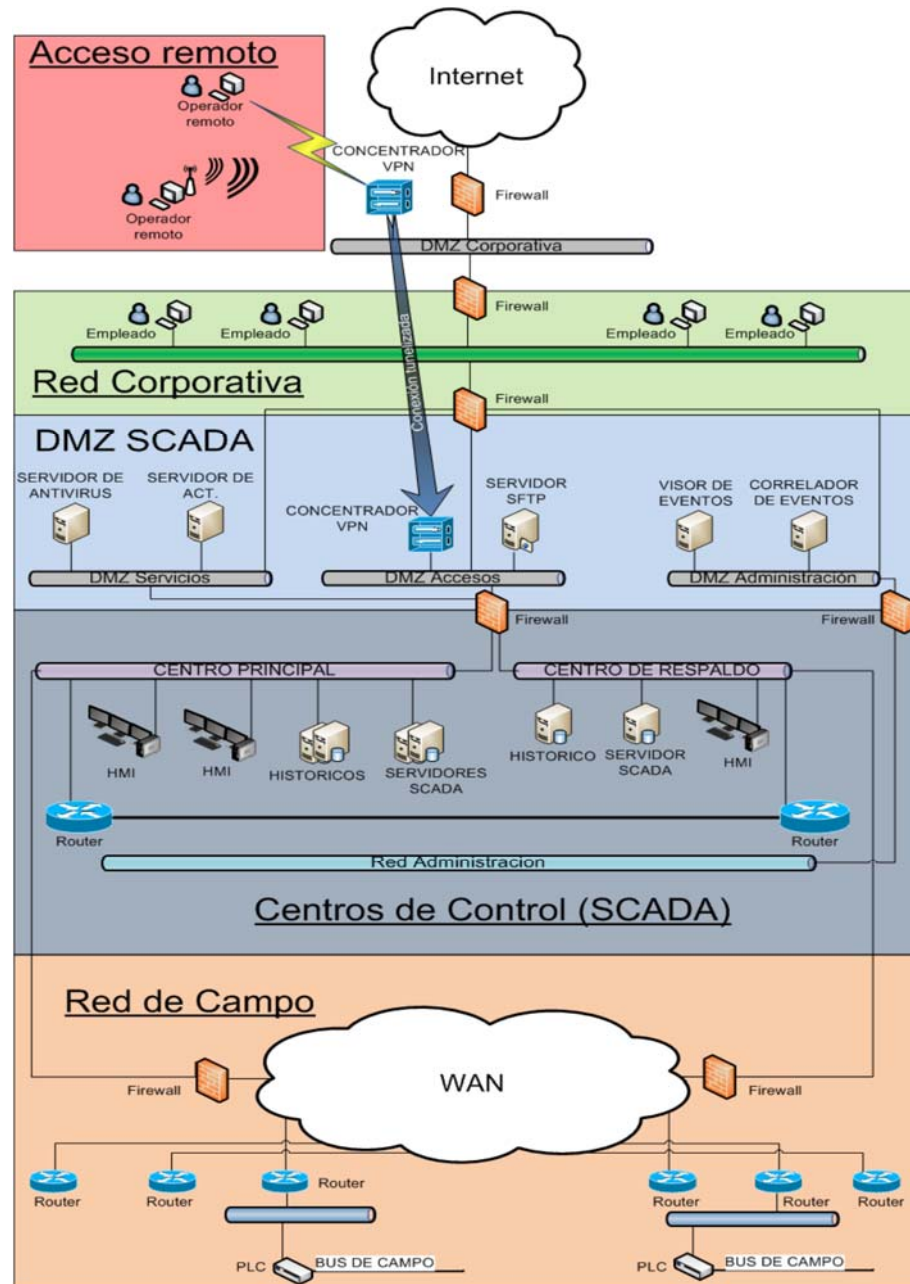 Acceso remoto
Operador
remoto
Operador
remoto
Internet
CONCENTRADOR
VPN
Firewall
DMZ Corporativa
Firewall
Empleado
Empleado
Empleado
Empleado
Red Corporativa
Conexión tunelizada
Firewall
DMZ SCADA
SERVIDOR DE
ANTIVIRUS
SERVIDOR DE
ACT.
CONCENTRADOR
VPN
SERVIDOR
SFTP
VISOR DE
EVENTOS
CORRELADOR
DE EVENTOS
DMZ Servicios
DMZ Accesos
DMZ Administración
Firewall
Firewall
CENTRO PRINCIPAL
CENTRO DE RESPALDO
HMI
HMI
HISTORICOS
SERVIDORES
SCADA
HISTORICO
SERVIDOR
SCADA
HMI
Router
Router
Red Administracion
Centros de Control (SCADA)
Red de Campo
WAN
Firewall
Firewall
Router
Router
Router
Router
Router
Router
PLC
BUS DE CAMPO
PLC
BUS DE CAMPO